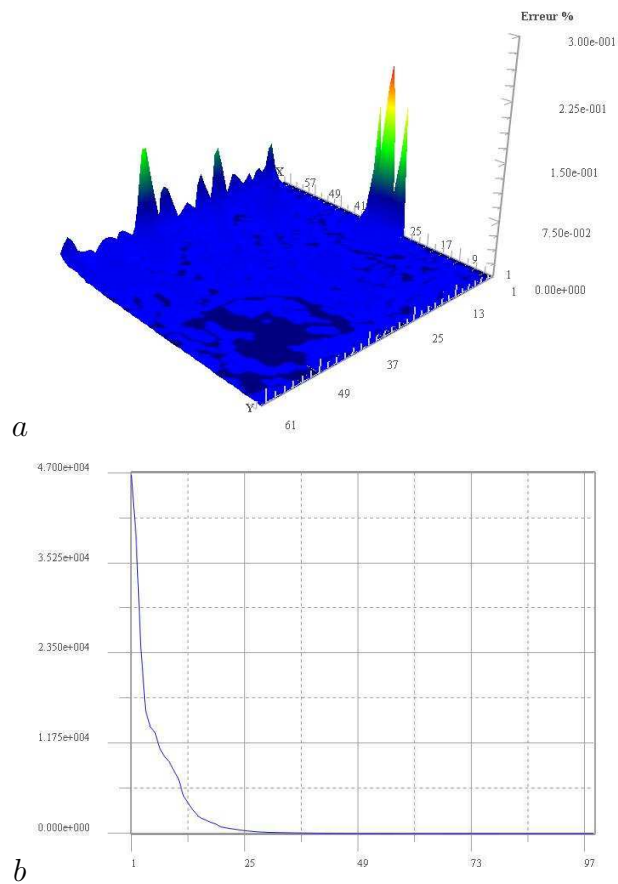 Erreur %
3.00e-001
2.25e-001
1.50e-001
7.50e-002
0.00e+000
X
57
49
41
25
17
9
1
1
13
25
37
49
61
Y
a
4.700e+004
3.525e+004
2.350e+004
1.175e+004
0.000e+000
1
25
49
73
97
b